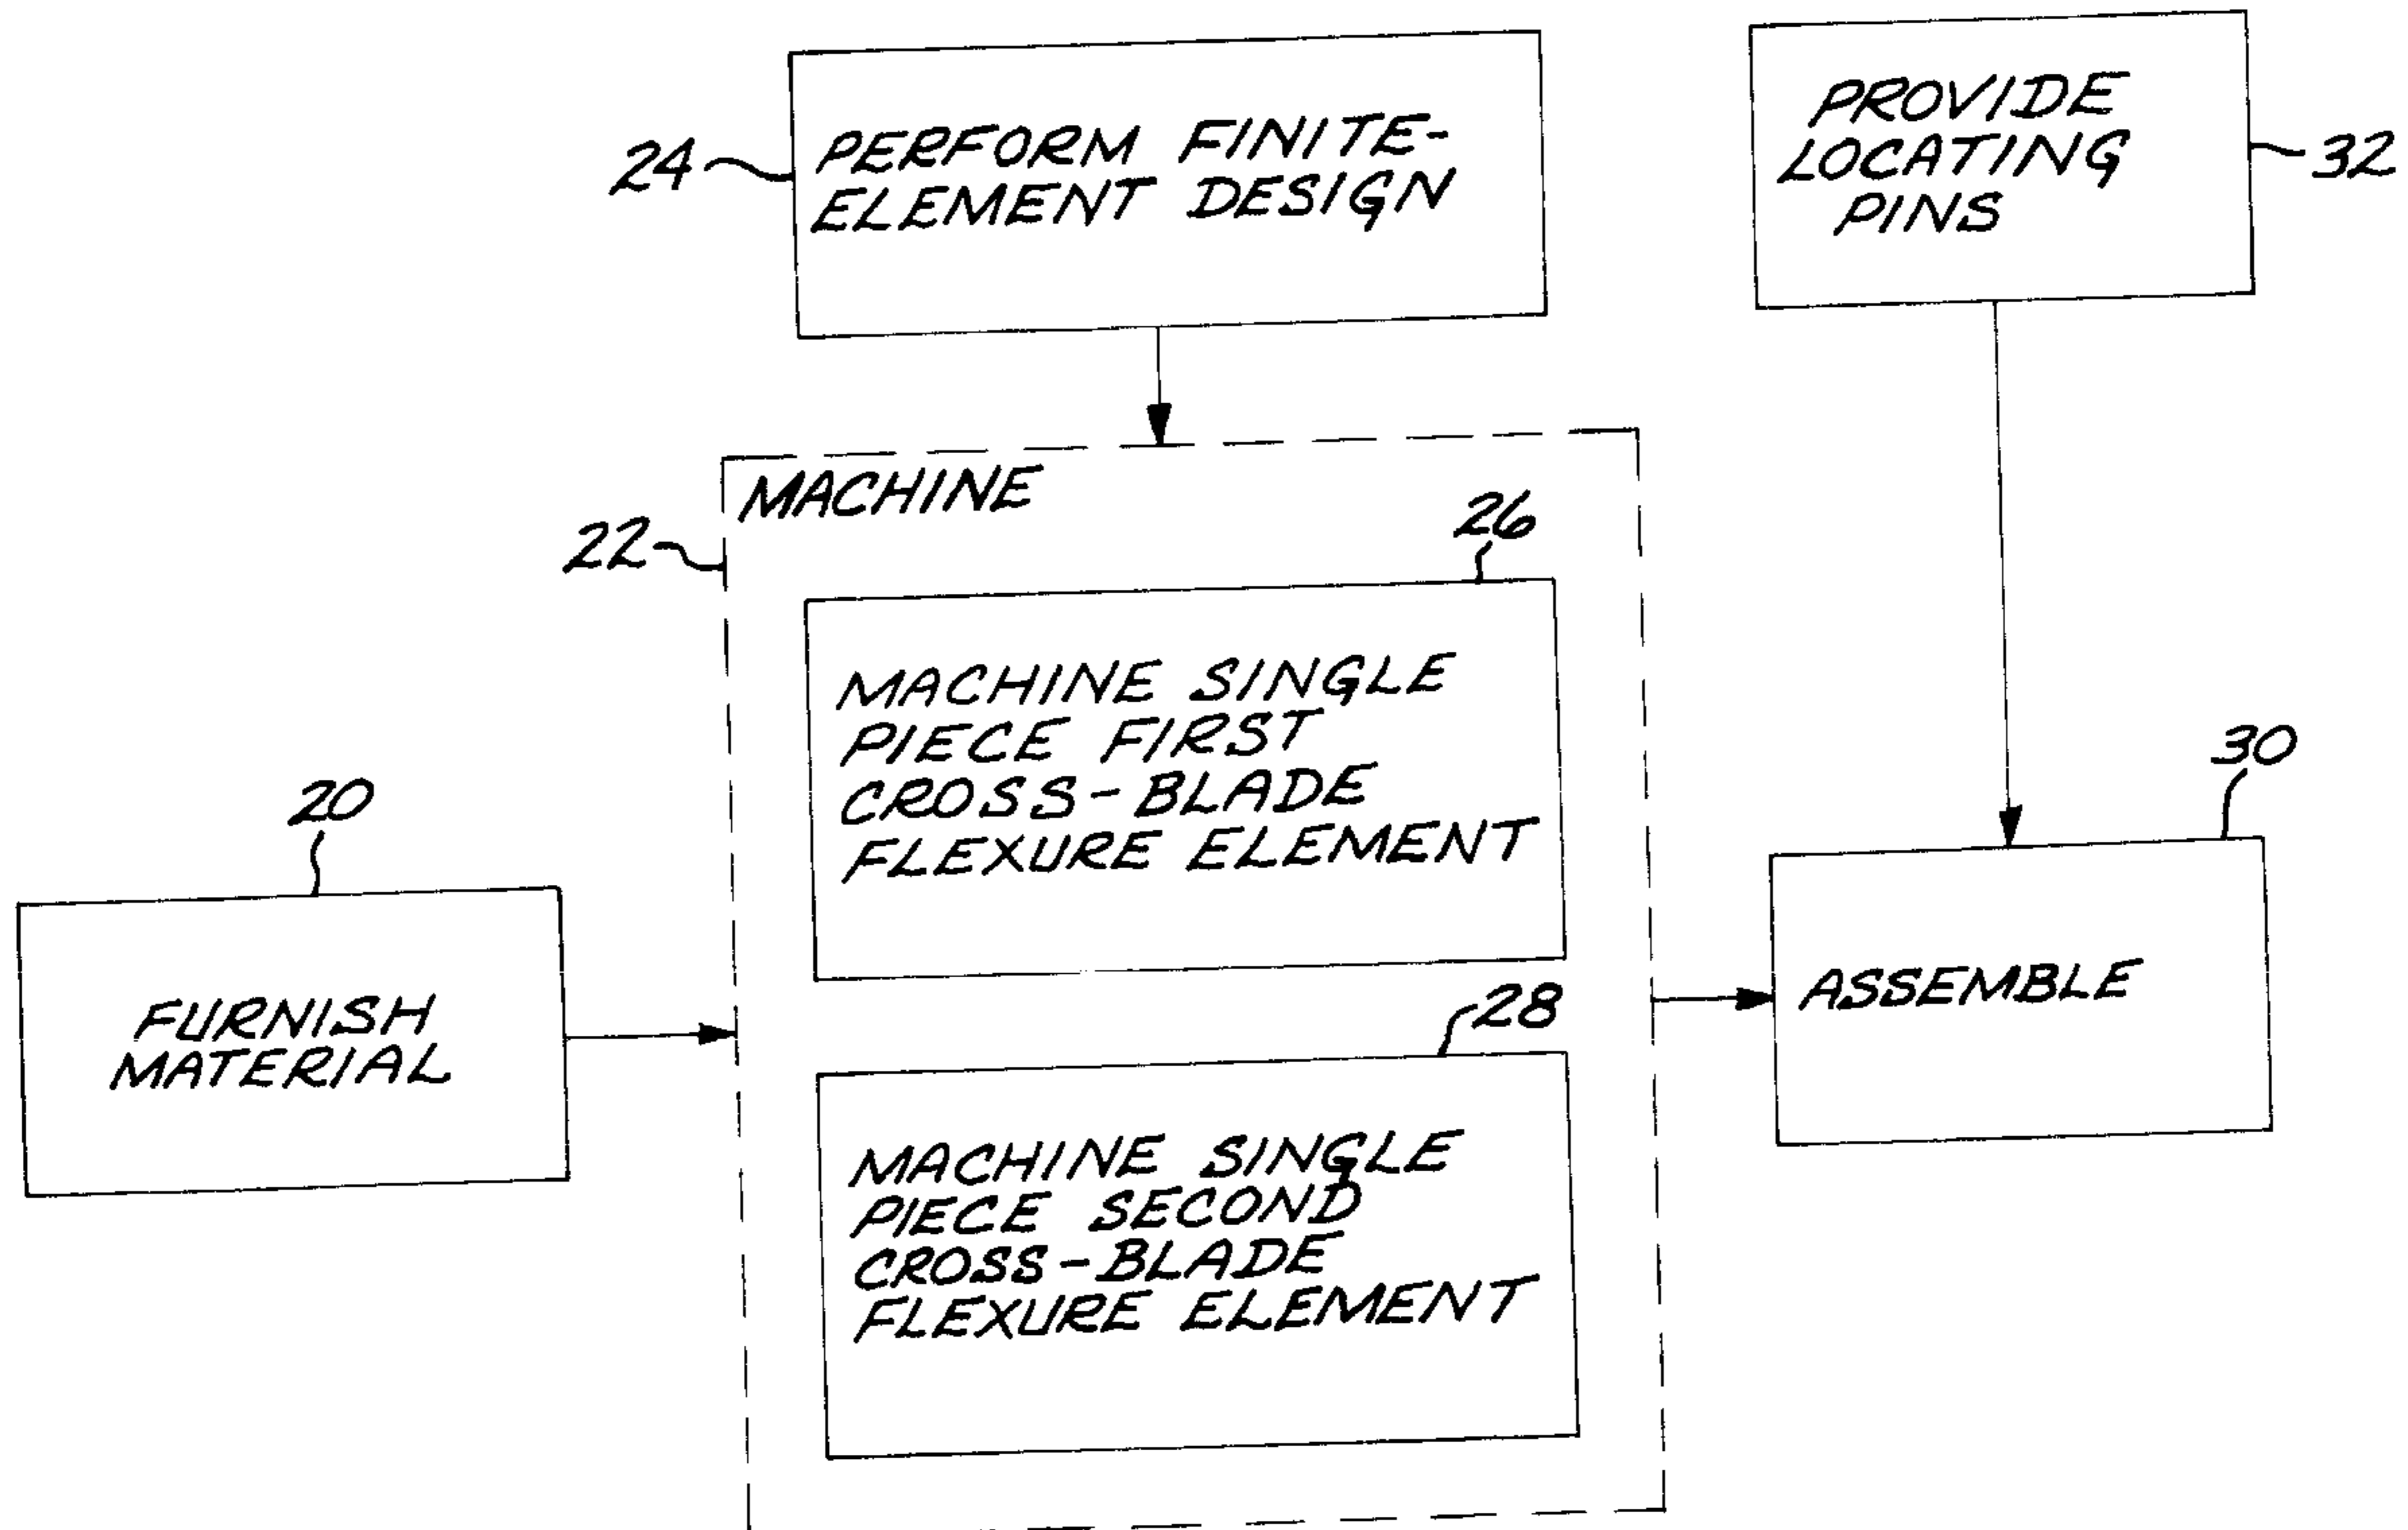 24
PERFORM FINITE-
ELEMENT DESIGN
PROVIDE
LOCATING
PINS
32
22
MACHINE
26
MACHINE SINGLE
PIECE FIRST
CROSS-BLADE
FLEXURE ELEMENT
20
FURNISH
MATERIAL
28
MACHINE SINGLE
PIECE SECOND
CROSS-BLADE
FLEXURE ELEMENT
30
ASSEMBLE